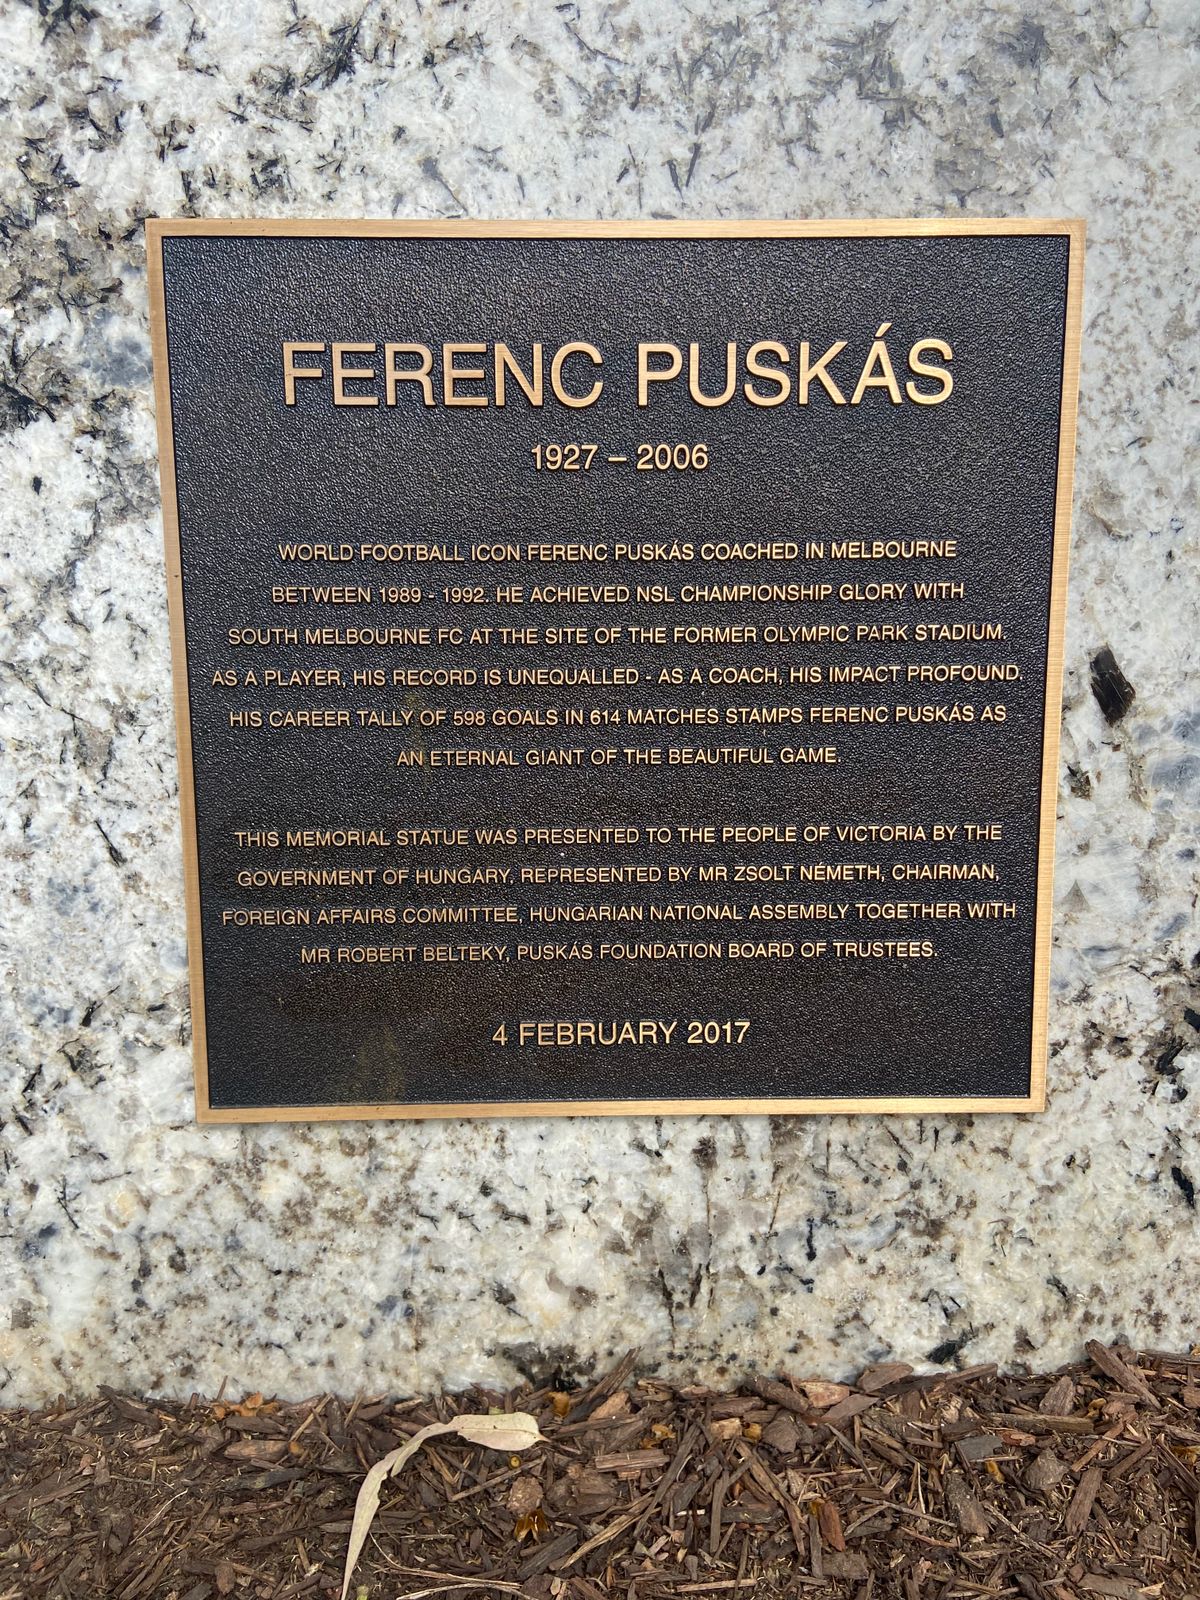 FERENC PUSKÁS
1927 – 2006
WORLD FOOTBALL ICON FERENC PUSKÁS COACHED IN MELBOURNE
BETWEEN 1989 - 1992. HE ACHIEVED NSL CHAMPIONSHIP GLORY WITH
SOUTH MELBOURNE FC AT THE SITE OF THE FORMER OLYMPIC PARK STADIUM.
AS A PLAYER, HIS RECORD IS UNEQUALLED - AS A COACH, HIS IMPACT PROFOUND.
HIS CAREER TALLY OF 598 GOALS IN 614 MATCHES STAMPS FERENC PUSKÁS AS
AN ETERNAL GIANT OF THE BEAUTIFUL GAME.
THIS MEMORIAL STATUE WAS PRESENTED TO THE PEOPLE OF VICTORIA BY THE
GOVERNMENT OF HUNGARY, REPRESENTED BY MR ZSOLT NÉMETH, CHAIRMAN,
FOREIGN AFFAIRS COMMITTEE, HUNGARIAN NATIONAL ASSEMBLY TOGETHER WITH
MR ROBERT BELTEKY, PUSKÁS FOUNDATION BOARD OF TRUSTEES.
4 FEBRUARY 2017